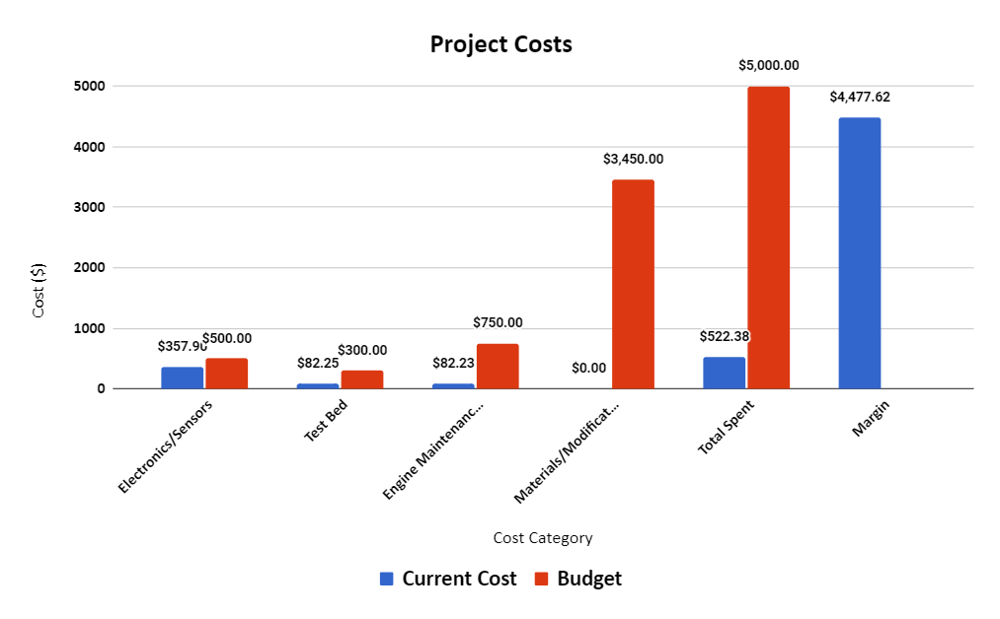 Project Costs
$5,000.00
5000
$4,477.62
4000
$3,450.00
3000
2000
Cost ($)
1000
$750.00
$357.90
$500.00
$82.25
$300.00
$82.23
$0.00
$522.38
0
Electronics/Sensors
Test Bed
Engine Maintenanc...
Materials/Modificat...
Total Spent
Margin
Cost Category
Current Cost
Budget